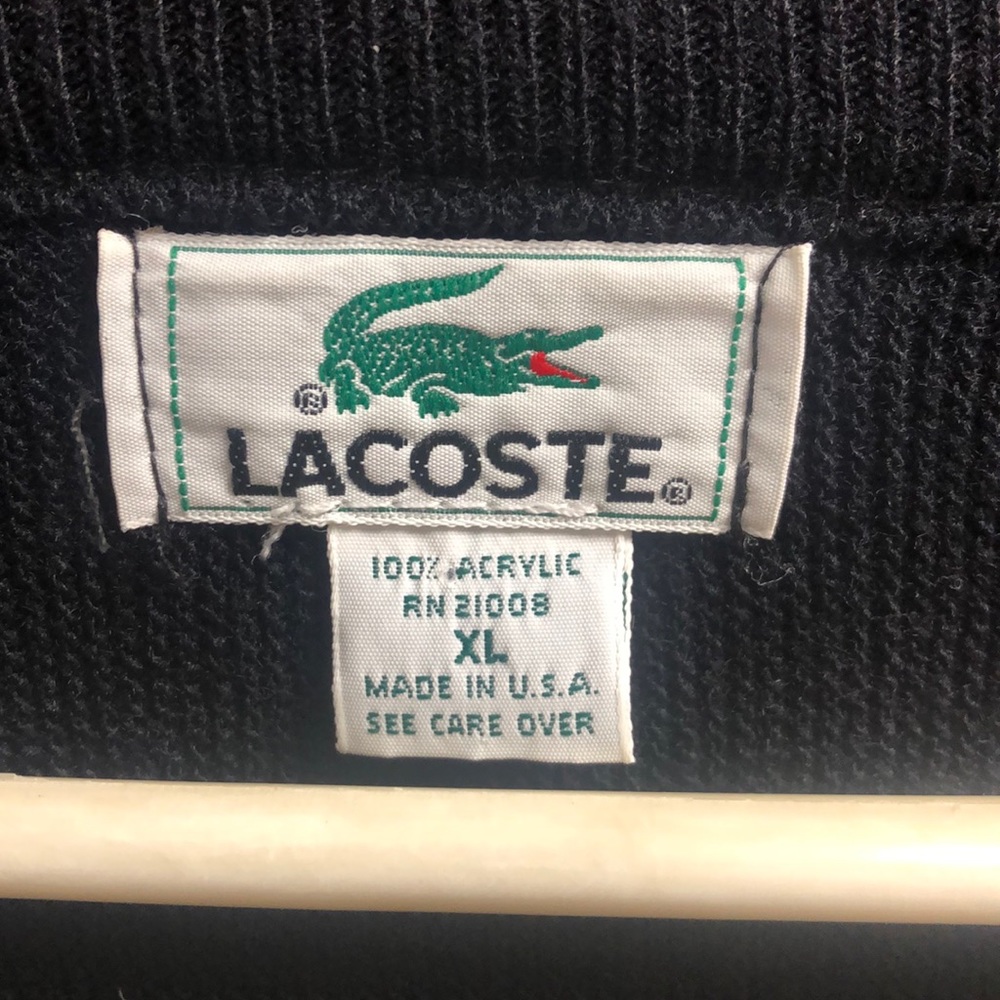 ®
LACOSTE®
100% ACRYLIC
RN 21008
XL
MADE IN U.S.A.
SEE CARE OVER